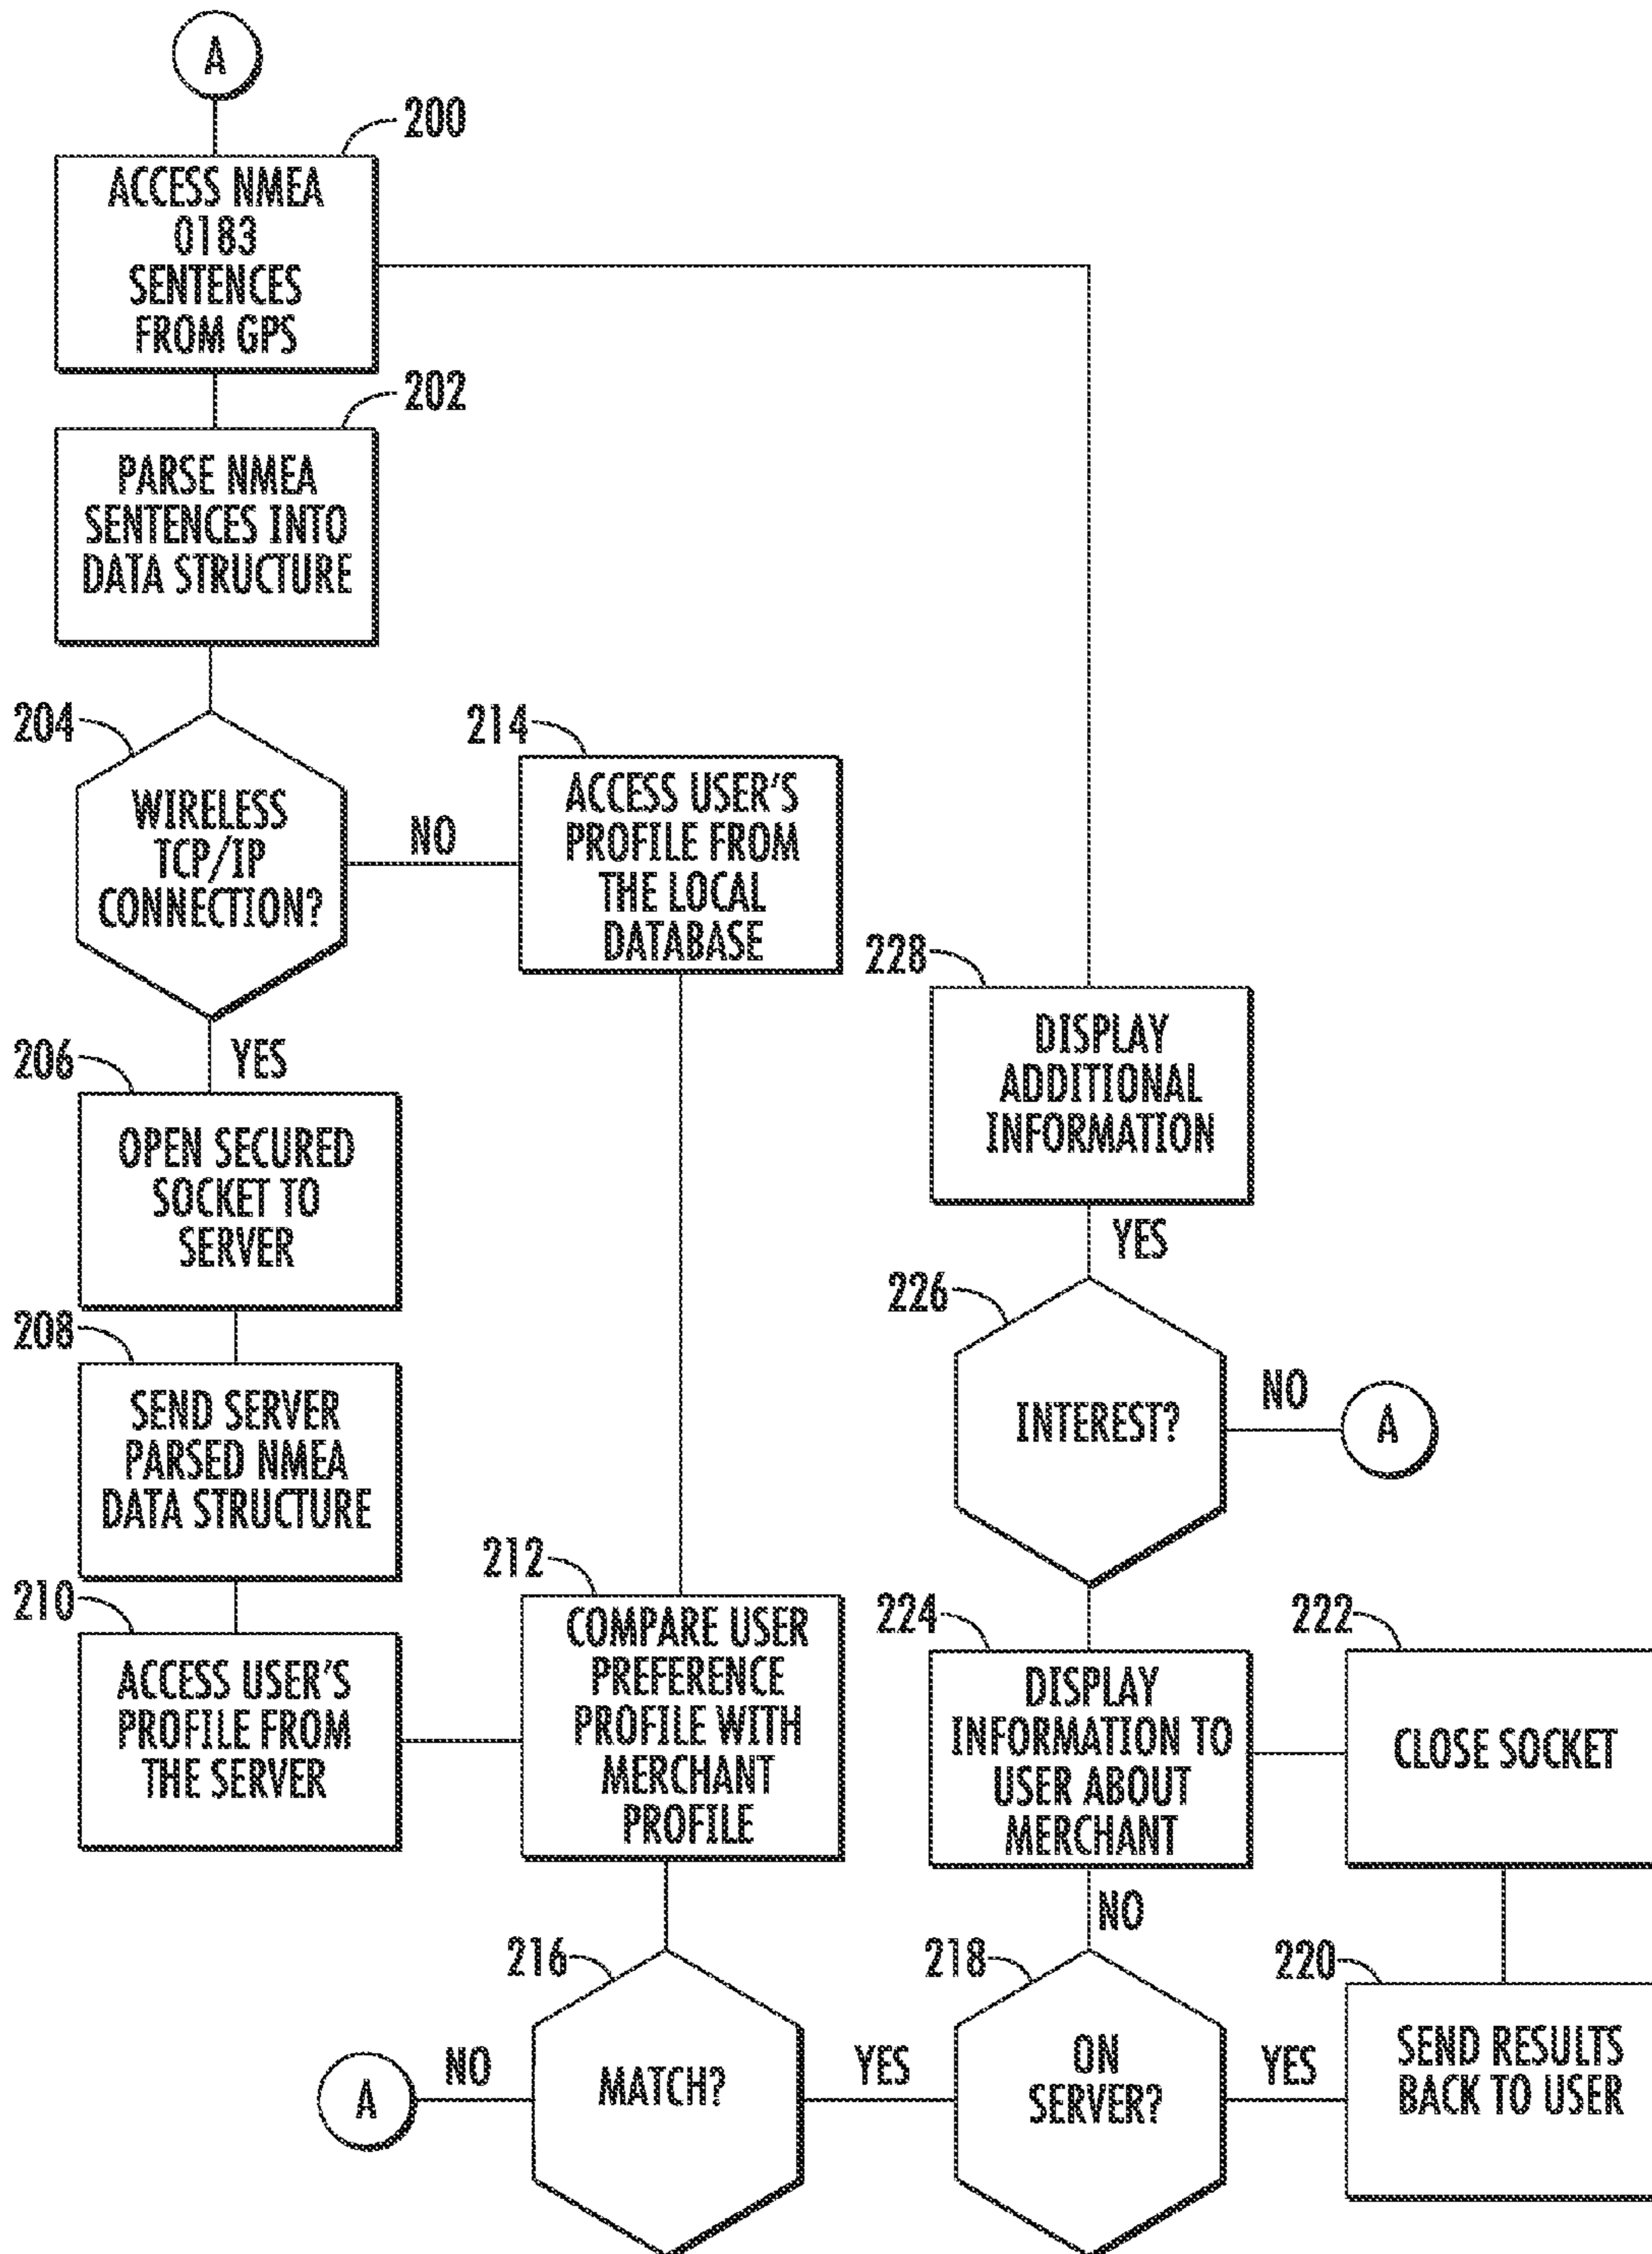 A
200
ACCESS NMEA
0183
SENTENCES
FROM GPS
202
PARSE NMEA
SENTENCES INTO
DATA STRUCTURE
204
WIRELESS
TCP/IP
CONNECTION?
NO
214
ACCESS USER'S
PROFILE FROM
THE LOCAL
DATABASE
YES
206
OPEN SECURED
SOCKET TO
SERVER
208
SEND SERVER
PARSED NMEA
DATA STRUCTURE
210
ACCESS USER'S
PROFILE FROM
THE SERVER
212
COMPARE USER
PREFERENCE
PROFILE WITH
MERCHANT
PROFILE
216
MATCH?
NO
A
YES
218
ON
SERVER?
YES
220
SEND RESULTS
BACK TO USER
222
CLOSE SOCKET
NO
224
DISPLAY
INFORMATION TO
USER ABOUT
MERCHANT
226
INTEREST?
NO
A
YES
228
DISPLAY
ADDITIONAL
INFORMATION